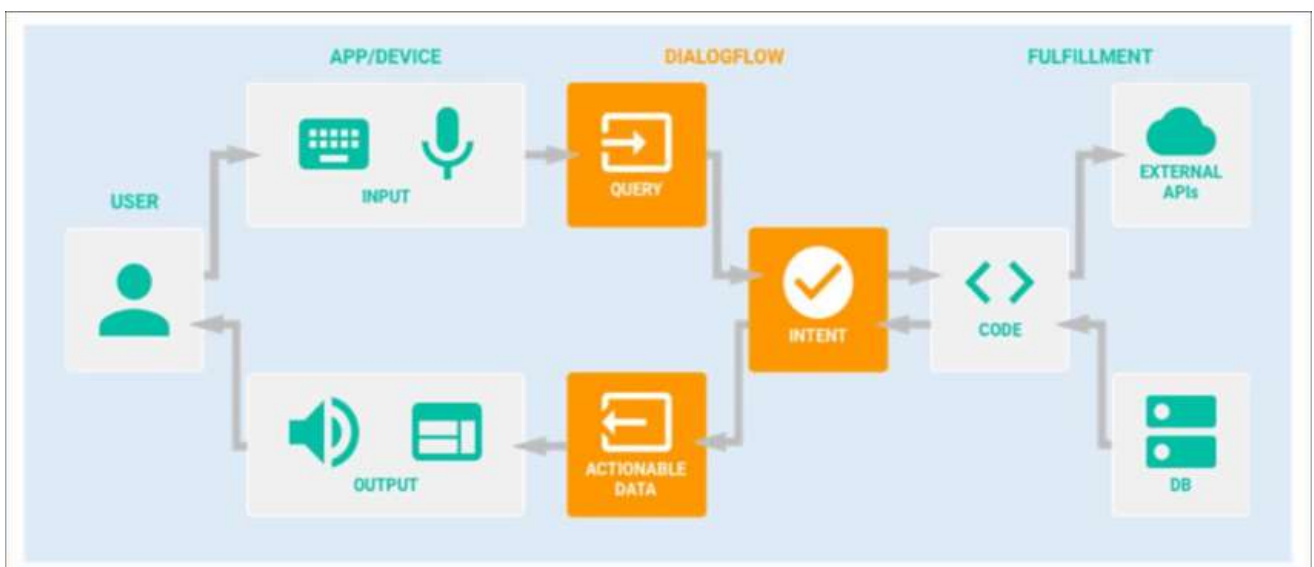 APP/DEVICE
DIALOGFLOW
FULFILLMENT
INPUT
QUERY
EXTERNAL
APIs
USER
INTENT
CODE
OUTPUT
ACTIONABLE
DATA
DB